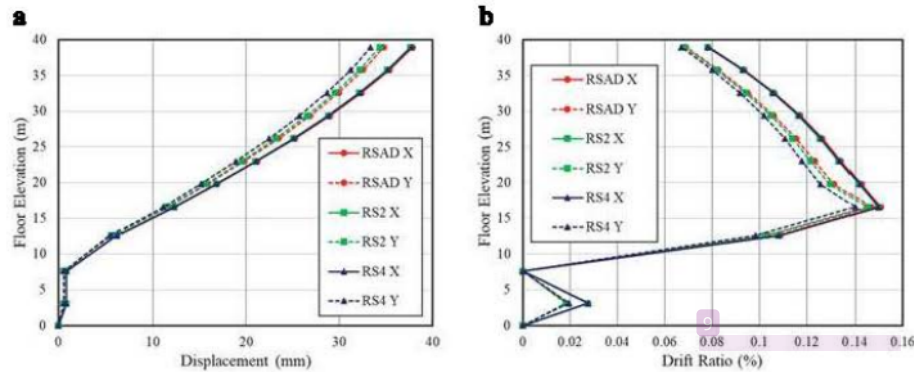 a
40
35
30
25
20
15
10
5
0
Floor Elevation (m)
0 10 20 30 40
Displacement (mm)
RSAD X
RSAD Y
RS2 X
RS2 Y
RS4 X
RS4 Y
b
40
35
30
25
20
15
10
5
0
Floor Elevation (m)
0 0.02 0.04 0.06 0.08 0.1 0.12 0.14 0.16
Drift Ratio (%)
RSAD X
RSAD Y
RS2 X
RS2 Y
RS4 X
RS4 Y
9